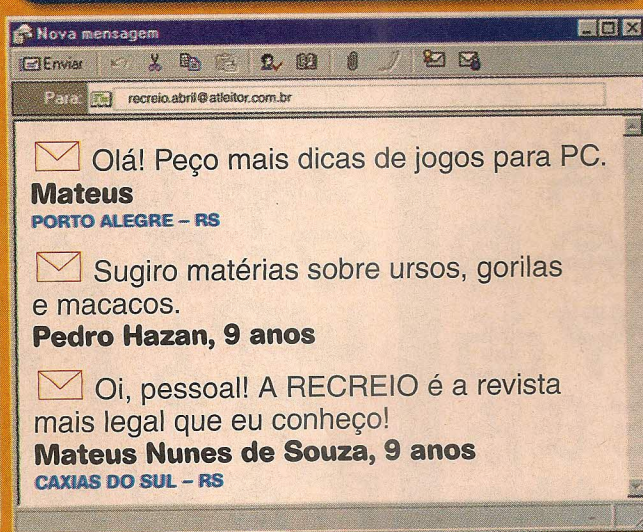 Nova mensagem
Enviar
Para: recreio.abril@atleitor.com.br
Olá! Peço mais dicas de jogos para PC.
Mateus
PORTO ALEGRE – RS
Sugiro matérias sobre ursos, gorilas
e macacos.
Pedro Hazan, 9 anos
Oi, pessoal! A RECREIO é a revista
mais legal que eu conheço!
Mateus Nunes de Souza, 9 anos
CAXIAS DO SUL – RS